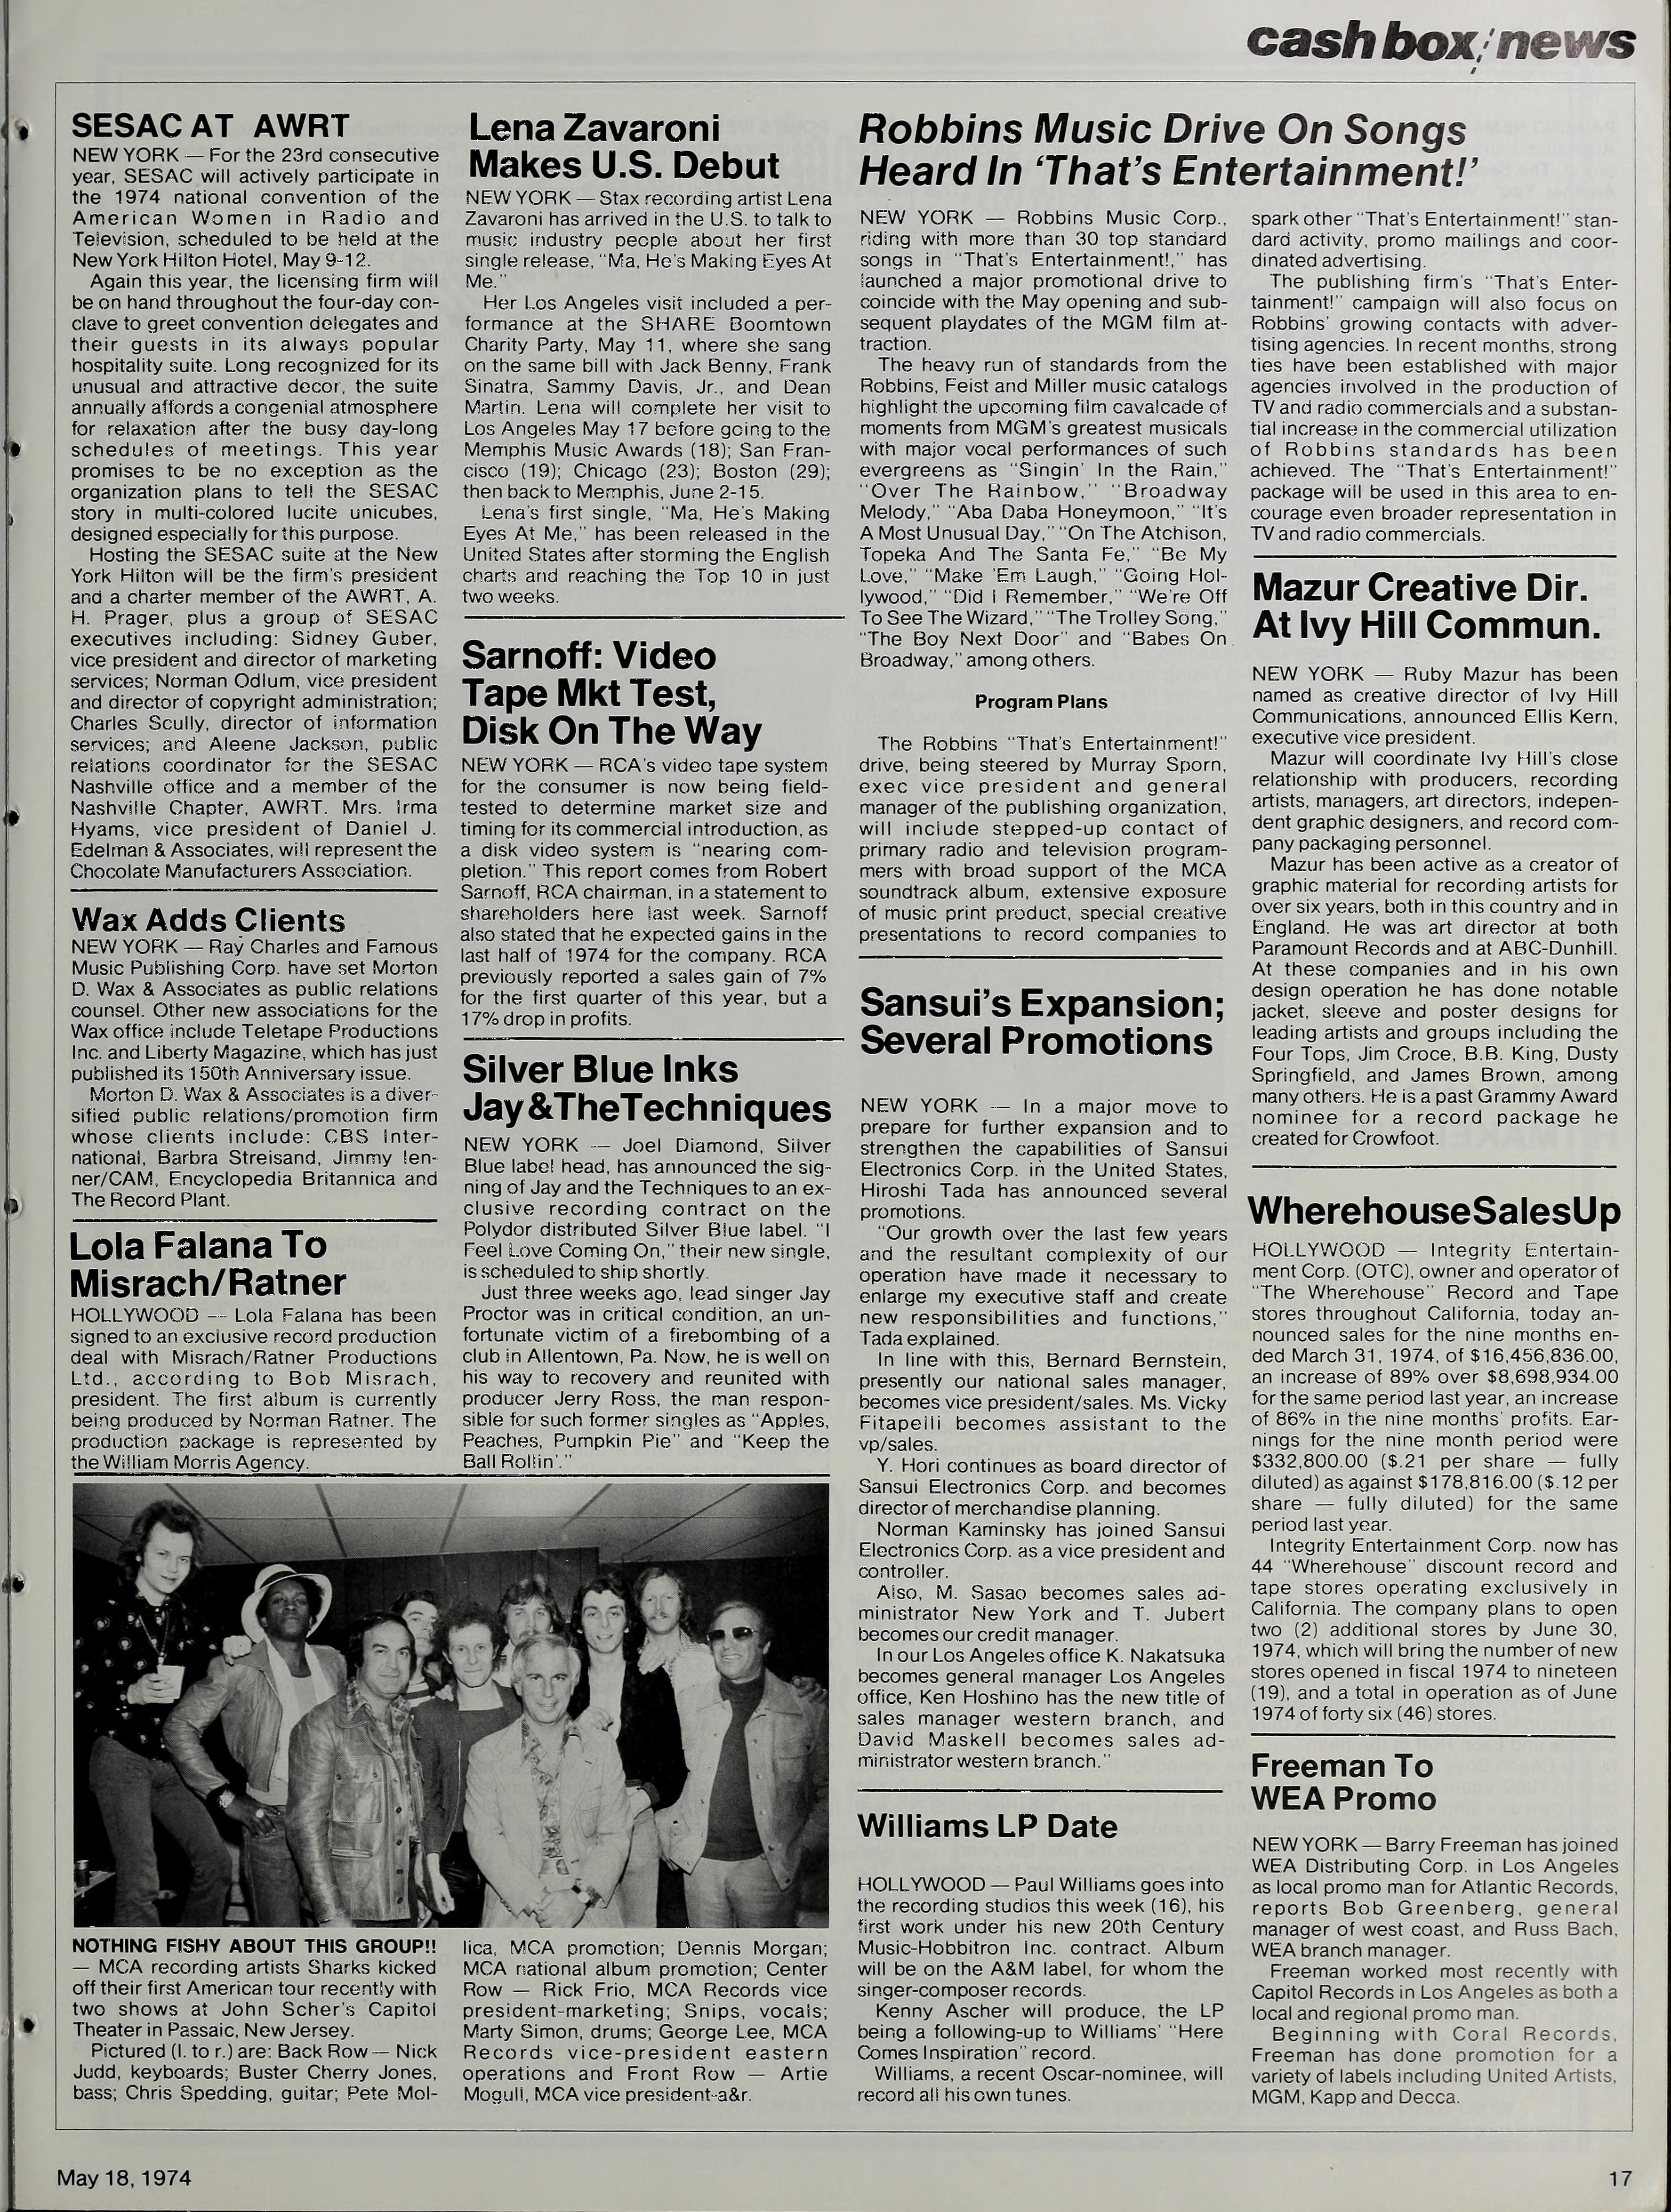 cash box news
SESAC AT AWRT
NEW YORK — For the 23rd consecutive
year, SESAC will actively participate in
the 1974 national convention of the
American Women in Radio and
Television, scheduled to be held at the
New York Hilton Hotel, May 9-12.
Again this year, the licensing firm will
be on hand throughout the four-day con-
clave to greet convention delegates and
their guests in its always popular
hospitality suite. Long recognized for its
unusual and attractive decor, the suite
annually affords a congenial atmosphere
for relaxation after the busy day-long
schedules of meetings. This year
promises to be no exception as the
organization plans to tell the SESAC
story in multi-colored lucite unicubes,
designed especially for this purpose.
Hosting the SESAC suite at the New
York Hilton will be the firm's president
and a charter member of the AWRT, A.
H. Prager, plus a group of SESAC
executives including: Sidney Guber,
vice president and director of marketing
services; Norman Odlum, vice president
and director of copyright administration;
Charles Scully, director of information
services; and Aleene Jackson, public
relations coordinator for the SESAC
Nashville office and a member of the
Nashville Chapter, AWRT. Mrs. Irma
Hyams, vice president of Daniel J.
Edelman & Associates, will represent the
Chocolate Manufacturers Association.
Wax Adds Clients
NEW YORK — Ray Charles and Famous
Music Publishing Corp. have set Morton
D. Wax & Associates as public relations
counsel. Other new associations for the
Wax office include Teletape Productions
Inc. and Liberty Magazine, which has just
published its 150th Anniversary issue.
Morton D. Wax & Associates is a diver-
sified public relations/promotion firm
whose clients include: CBS Inter-
national, Barbra Streisand, Jimmy Ien-
ner/CAM, Encyclopedia Britannica and
The Record Plant.
Lola Falana To
Misrach/Ratner
HOLLYWOOD — Lola Falana has been
signed to an exclusive record production
deal with Misrach/Ratner Productions
Ltd., according to Bob Misrach,
president. The first album is currently
being produced by Norman Ratner. The
production package is represented by
the William Morris Agency.
Lena Zavaroni
Makes U.S. Debut
NEW YORK — Stax recording artist Lena
Zavaroni has arrived in the U.S. to talk to
music industry people about her first
single release, "Ma, He's Making Eyes At
Me."
Her Los Angeles visit included a per-
formance at the SHARE Boomtown
Charity Party, May 11, where she sang
on the same bill with Jack Benny, Frank
Sinatra, Sammy Davis, Jr., and Dean
Martin. Lena will complete her visit to
Los Angeles May 17 before going to the
Memphis Music Awards (18); San Fran-
cisco (19); Chicago (23); Boston (29);
then back to Memphis, June 2-15.
Lena's first single, "Ma, He's Making
Eyes At Me," has been released in the
United States after storming the English
charts and reaching the Top 10 in just
two weeks.
Sarnoff: Video
Tape Mkt Test,
Disk On The Way
NEW YORK — RCA's video tape system
for the consumer is now being field-
tested to determine market size and
timing for its commercial introduction, as
a disk video system is "nearing com-
pletion." This report comes from Robert
Sarnoff, RCA chairman, in a statement to
shareholders here last week. Sarnoff
also stated that he expected gains in the
last half of 1974 for the company. RCA
previously reported a sales gain of 7%
for the first quarter of this year, but a
17% drop in profits.
Silver Blue Inks
Jay & The Techniques
NEW YORK — Joel Diamond, Silver
Blue label head, has announced the sig-
ning of Jay and the Techniques to an ex-
clusive recording contract on the
Polydor distributed Silver Blue label. "I
Feel Love Coming On," their new single,
is scheduled to ship shortly.
Just three weeks ago, lead singer Jay
Proctor was in critical condition, an un-
fortunate victim of a firebombing of a
club in Allentown, Pa. Now, he is well on
his way to recovery and reunited with
producer Jerry Ross, the man respon-
sible for such former singles as "Apples,
Peaches, Pumpkin Pie" and "Keep the
Ball Rollin'."
NOTHING FISHY ABOUT THIS GROUP!!
— MCA recording artists Sharks kicked
off their first American tour recently with
two shows at John Scher's Capitol
Theater in Passaic, New Jersey.
Pictured (l. to r.) are: Back Row — Nick
Judd, keyboards; Buster Cherry Jones,
bass; Chris Spedding, guitar; Pete Mol-
lica, MCA promotion; Dennis Morgan;
MCA national album promotion; Center
Row — Rick Frio, MCA Records vice
president-marketing; Snips, vocals;
Marty Simon, drums; George Lee, MCA
Records vice-president eastern
operations and Front Row — Artie
Mogull, MCA vice president-a&r.
Robbins Music Drive On Songs
Heard In 'That's Entertainment!'
NEW YORK — Robbins Music Corp.,
riding with more than 30 top standard
songs in "That's Entertainment!," has
launched a major promotional drive to
coincide with the May opening and sub-
sequent playdates of the MGM film at-
traction.
The heavy run of standards from the
Robbins, Feist and Miller music catalogs
highlight the upcoming film cavalcade of
moments from MGM's greatest musicals
with major vocal performances of such
evergreens as "Singin' In the Rain,"
"Over The Rainbow," "Broadway
Melody," "Aba Daba Honeymoon," "It's
A Most Unusual Day," "On The Atchison,
Topeka And The Santa Fe," "Be My
Love," "Make 'Em Laugh," "Going Hol-
lywood," "Did I Remember," "We're Off
To See The Wizard," "The Trolley Song,"
"The Boy Next Door" and "Babes On
Broadway," among others.
Program Plans
The Robbins "That's Entertainment!"
drive, being steered by Murray Sporn,
exec vice president and general
manager of the publishing organization,
will include stepped-up contact of
primary radio and television program-
mers with broad support of the MCA
soundtrack album, extensive exposure
of music print product, special creative
presentations to record companies to
spark other "That's Entertainment!" stan-
dard activity, promo mailings and coor-
dinated advertising.
The publishing firm's "That's Enter-
tainment!" campaign will also focus on
Robbins' growing contacts with adver-
tising agencies. In recent months, strong
ties have been established with major
agencies involved in the production of
TV and radio commercials and a substan-
tial increase in the commercial utilization
of Robbins standards has been
achieved. The "That's Entertainment!"
package will be used in this area to en-
courage even broader representation in
TV and radio commercials.
Sansui's Expansion;
Several Promotions
NEW YORK — In a major move to
prepare for further expansion and to
strengthen the capabilities of Sansui
Electronics Corp. in the United States,
Hiroshi Tada has announced several
promotions.
"Our growth over the last few years
and the resultant complexity of our
operation have made it necessary to
enlarge my executive staff and create
new responsibilities and functions,"
Tada explained.
In line with this, Bernard Bernstein,
presently our national sales manager,
becomes vice president/sales. Ms. Vicky
Fitapelli becomes assistant to the
vp/sales.
Y. Hori continues as board director of
Sansui Electronics Corp. and becomes
director of merchandise planning.
Norman Kaminsky has joined Sansui
Electronics Corp. as a vice president and
controller.
Also, M. Sasao becomes sales ad-
ministrator New York and T. Jubert
becomes our credit manager.
In our Los Angeles office K. Nakatsuka
becomes general manager Los Angeles
office, Ken Hoshino has the new title of
sales manager western branch, and
David Maskell becomes sales ad-
ministrator western branch."
Williams LP Date
HOLLYWOOD — Paul Williams goes into
the recording studios this week (16), his
first work under his new 20th Century
Music-Hobbitron Inc. contract. Album
will be on the A&M label, for whom the
singer-composer records.
Kenny Ascher will produce, the LP
being a following-up to Williams' "Here
Comes Inspiration" record.
Williams, a recent Oscar-nominee, will
record all his own tunes.
Mazur Creative Dir.
At Ivy Hill Commun.
NEW YORK — Ruby Mazur has been
named as creative director of Ivy Hill
Communications, announced Ellis Kern,
executive vice president.
Mazur will coordinate Ivy Hill's close
relationship with producers, recording
artists, managers, art directors, indepen-
dent graphic designers, and record com-
pany packaging personnel.
Mazur has been active as a creator of
graphic material for recording artists for
over six years, both in this country and in
England. He was art director at both
Paramount Records and at ABC-Dunhill.
At these companies and in his own
design operation he has done notable
jacket, sleeve and poster designs for
leading artists and groups including the
Four Tops, Jim Croce, B.B. King, Dusty
Springfield, and James Brown, among
many others. He is a past Grammy Award
nominee for a record package he
created for Crowfoot.
Wherehouse Sales Up
HOLLYWOOD — Integrity Entertain-
ment Corp. (OTC), owner and operator of
"The Wherehouse" Record and Tape
stores throughout California, today an-
nounced sales for the nine months en-
ded March 31, 1974, of $16,456,836.00,
an increase of 89% over $8,698,934.00
for the same period last year, an increase
of 86% in the nine months' profits. Ear-
nings for the nine month period were
$332,800.00 ($.21 per share — fully
diluted) as against $178,816.00 ($.12 per
share — fully diluted) for the same
period last year.
Integrity Entertainment Corp. now has
44 "Wherehouse" discount record and
tape stores operating exclusively in
California. The company plans to open
two (2) additional stores by June 30,
1974, which will bring the number of new
stores opened in fiscal 1974 to nineteen
(19), and a total in operation as of June
1974 of forty six (46) stores.
Freeman To
WEA Promo
NEW YORK — Barry Freeman has joined
WEA Distributing Corp. in Los Angeles
as local promo man for Atlantic Records,
reports Bob Greenberg, general
manager of west coast, and Russ Bach,
WEA branch manager.
Freeman worked most recently with
Capitol Records in Los Angeles as both a
local and regional promo man.
Beginning with Coral Records,
Freeman has done promotion for a
variety of labels including United Artists,
MGM, Kapp and Decca.
May 18, 1974
17